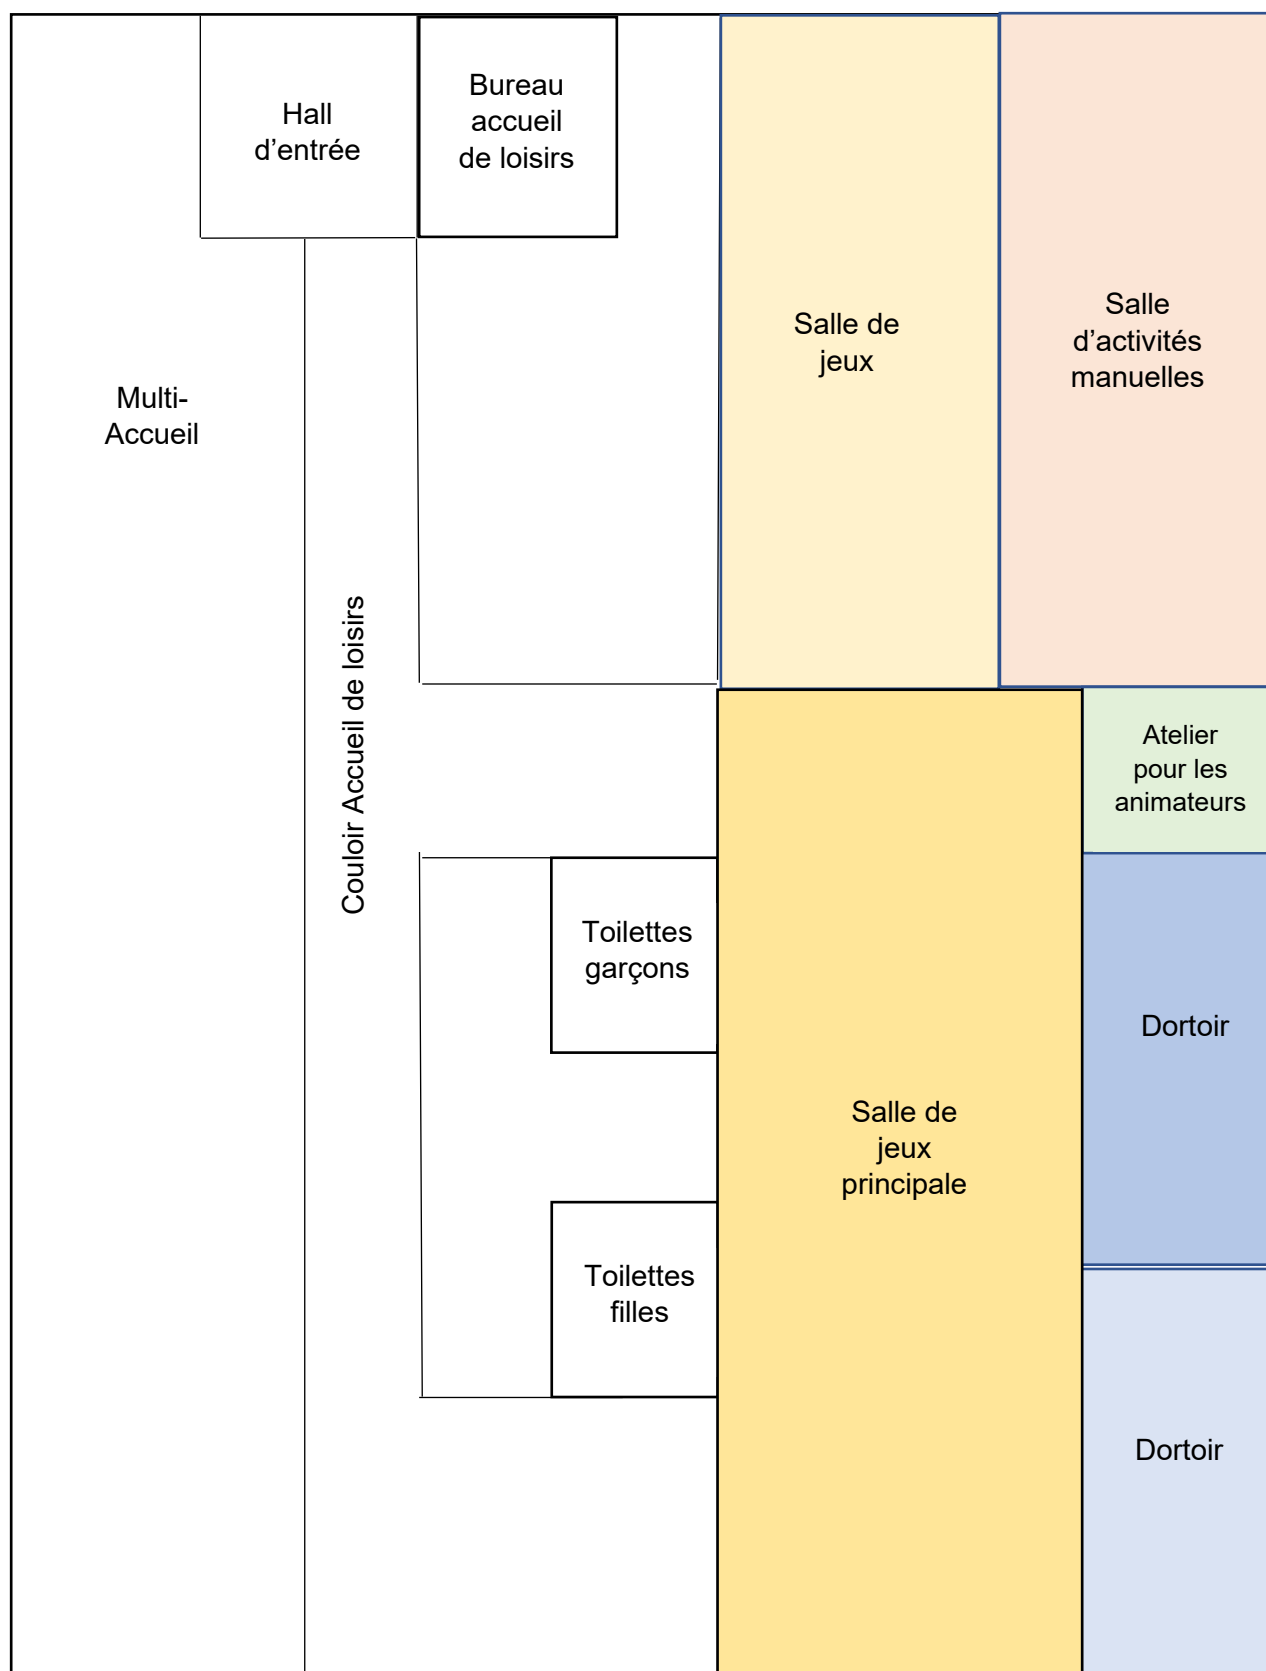 Hall
d’entrée
Bureau
accueil
de loisirs
Salle de
jeux
Salle
d’activités
manuelles
Multi-
Accueil
Couloir Accueil de loisirs
Atelier
pour les
animateurs
Toilettes
garçons
Dortoir
Salle de
jeux
principale
Toilettes
filles
Dortoir